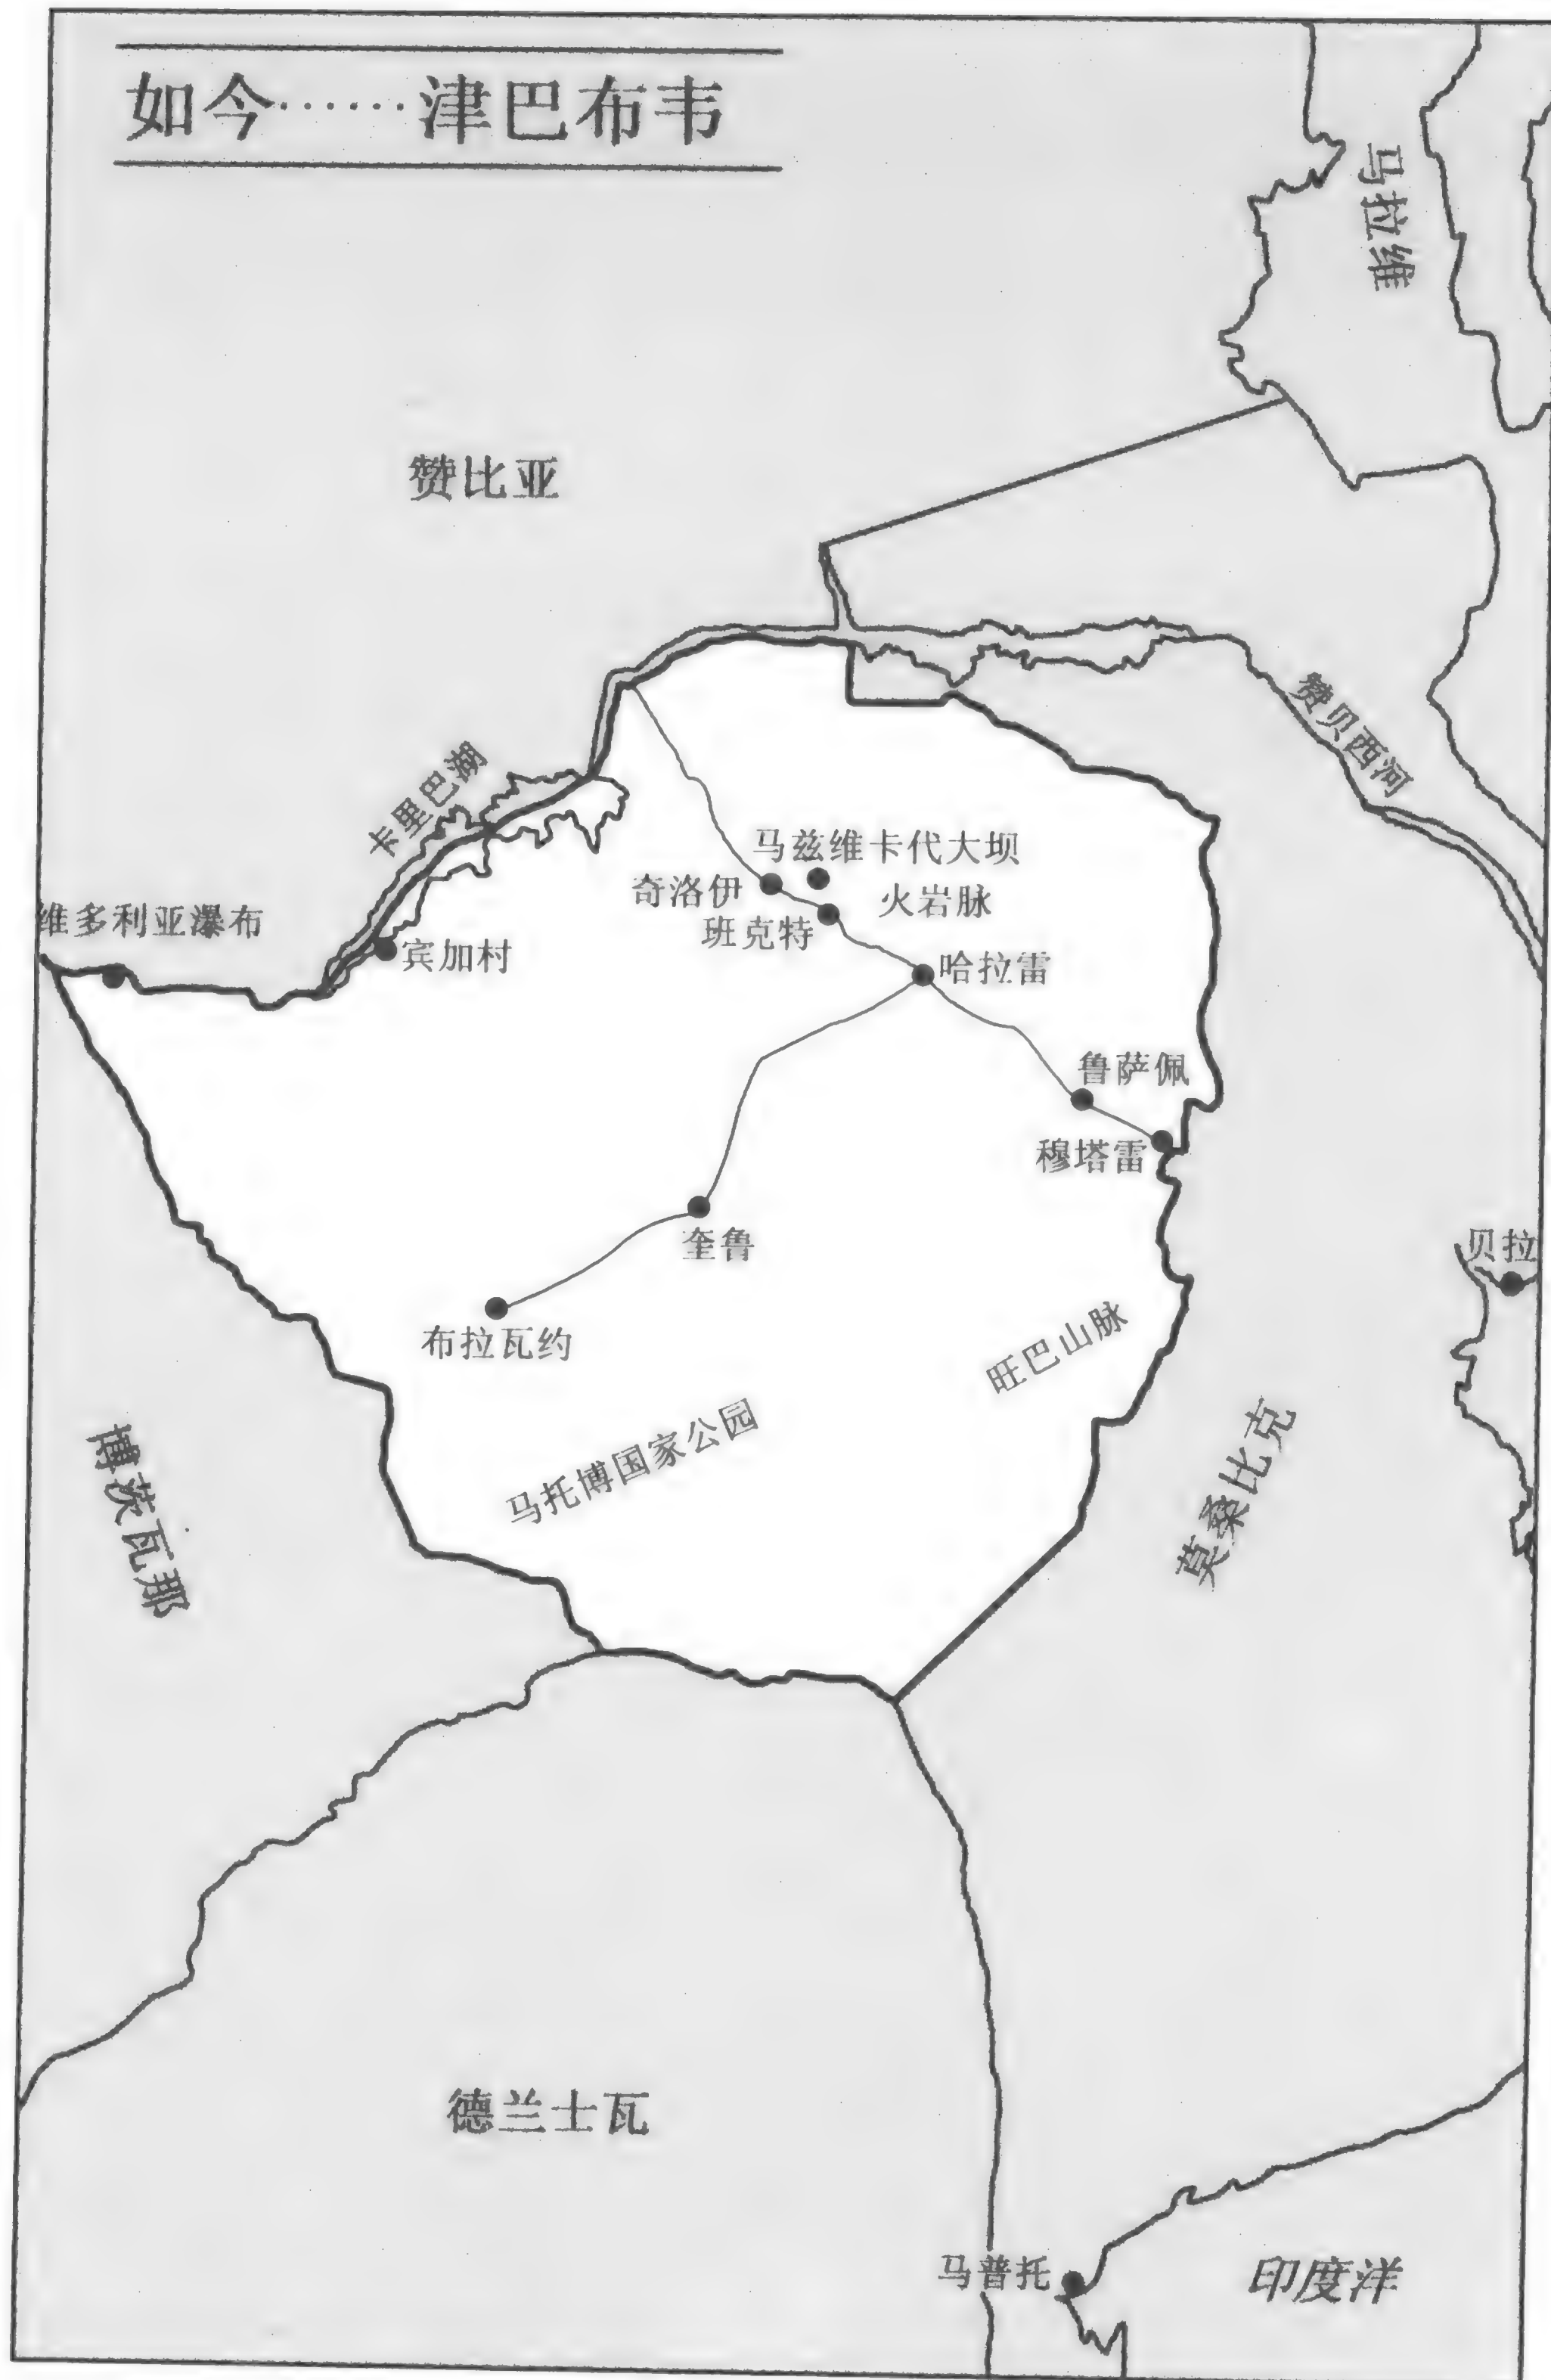 如今……津巴布韦
马拉维
赞比亚
赞贝西河
卡里巴湖
马兹维卡代大坝
奇洛伊
火岩脉
班克特
维多利亚瀑布
宾加村
哈拉雷
鲁萨佩
穆塔雷
奎鲁
贝拉
布拉瓦约
旺巴山脉
马托博国家公园
博茨瓦那
莫桑比克
德兰士瓦
马普托
印度洋